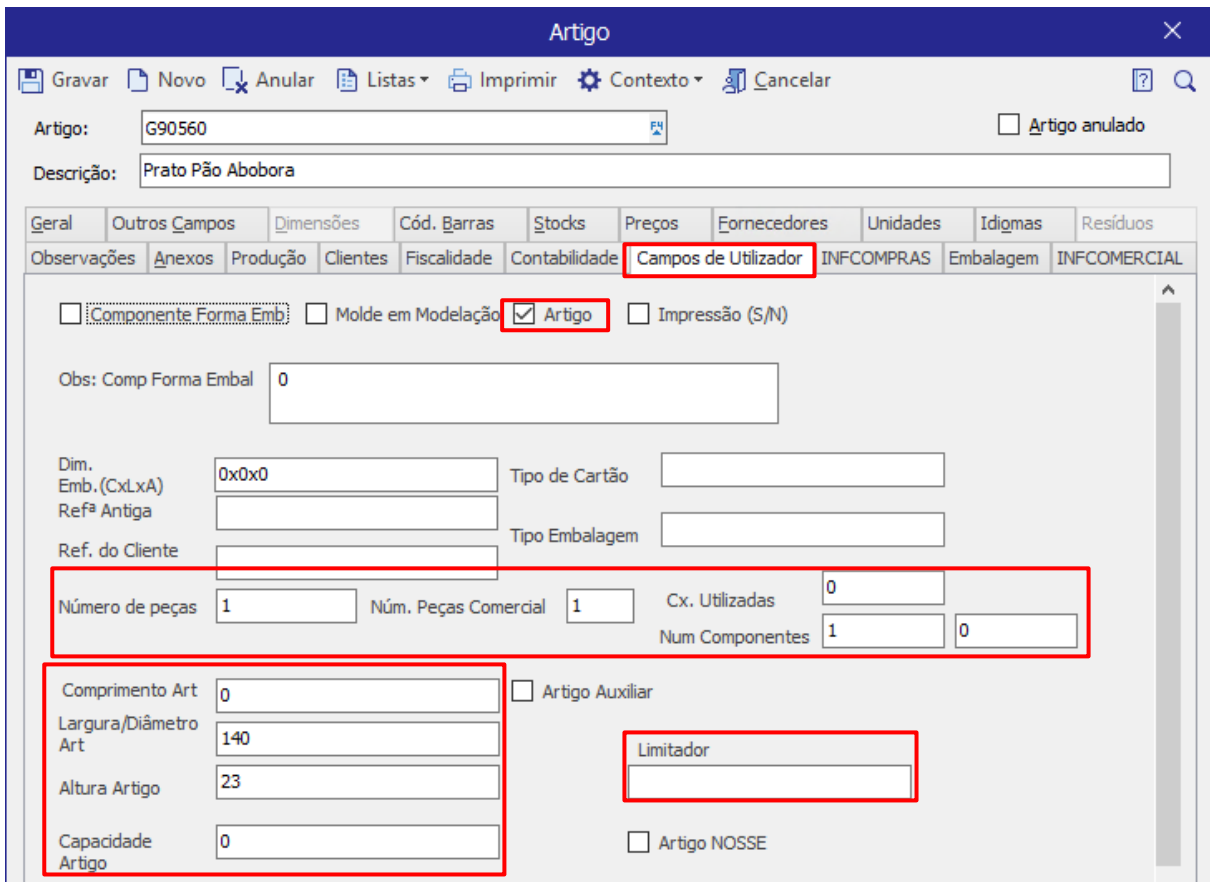 Artigo
Gravar Novo Anular Listas Imprimir Contexto Cancelar
Artigo: G90560 F4 Artigo anulado
Descrição: Prato Pão Abobora
Geral Outros Campos Dimensões Cód. Barras Stocks Preços Fornecedores Unidades Idiomas Resíduos
Observações Anexos Produção Clientes Fiscalidade Contabilidade Campos de Utilizador INFCOMPRAS Embalagem INFCOMERCIAL
Componente Forma Emb Molde em Modelação Artigo Impressão (S/N)
Obs: Comp Forma Embal 0
Dim.
Emb.(CxLxA) 0x0x0 Tipo de Cartão
Refª Antiga
Tipo Embalagem
Ref. do Cliente
Número de peças 1 Núm. Peças Comercial 1 Cx. Utilizadas 0
Num Componentes 1 0
Comprimento Art 0 Artigo Auxiliar
Largura/Diâmetro
Art 140
Limitador
Altura Artigo 23
Capacidade
Artigo 0 Artigo NOSSE